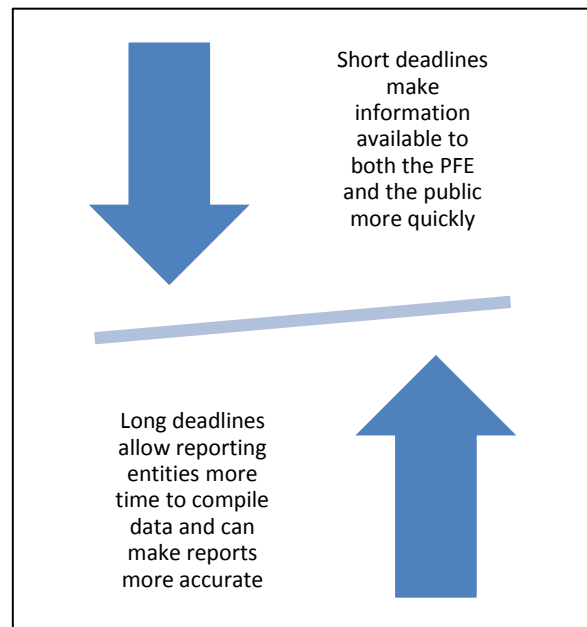 Short deadlines
make
information
available to
both the PFE
and the public
more quickly
Long deadlines
allow reporting
entities more
time to compile
data and can
make reports
more accurate